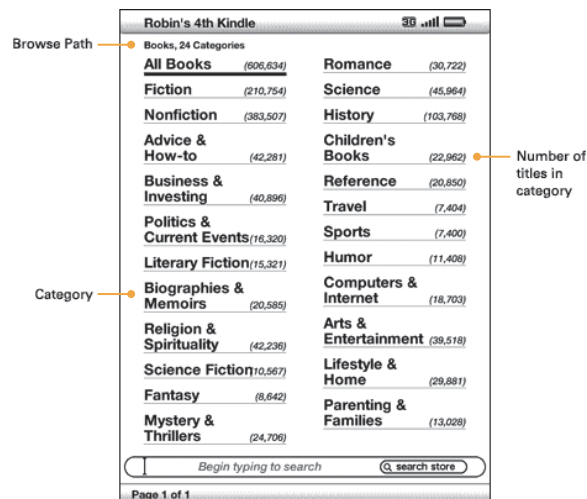 Robin's 4th Kindle
3G
Browse Path
Books, 24 Categories
All Books (606,634)
Fiction (210,754)
Nonfiction (383,507)
Advice &
How-to (42,281)
Business &
Investing (40,896)
Politics &
Current Events (16,320)
Literary Fiction (15,321)
Category
Biographies &
Memoirs (20,585)
Religion &
Spirituality (42,236)
Science Fiction (10,567)
Fantasy (8,642)
Mystery &
Thrillers (24,706)
Romance (30,722)
Science (45,964)
History (103,768)
Children's
Books (22,962)
Number of
titles in
category
Reference (20,850)
Travel (7,404)
Sports (7,400)
Humor (11,408)
Computers &
Internet (18,703)
Arts &
Entertainment (39,518)
Lifestyle &
Home (29,881)
Parenting &
Families (13,028)
Begin typing to search
search store
Page 1 of 1